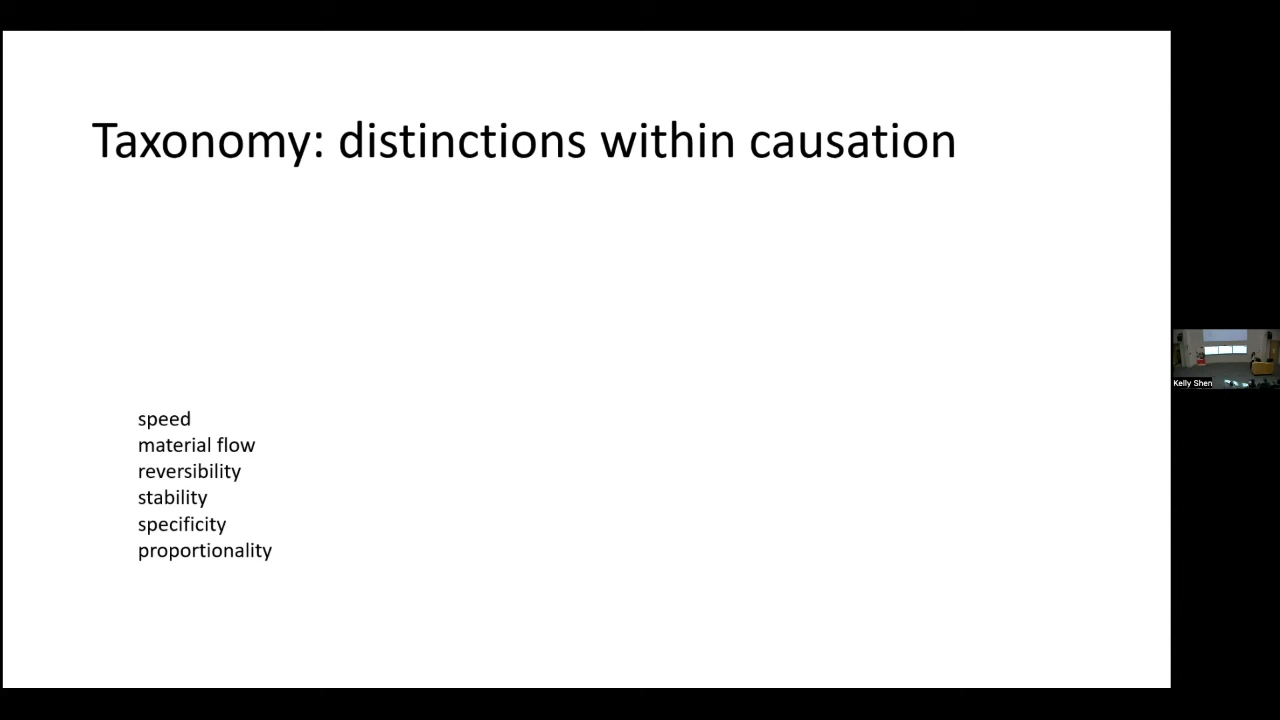 Taxonomy: distinctions within causation
speed
material flow
reversibility
stability
specificity
proportionality
Kelly Shen